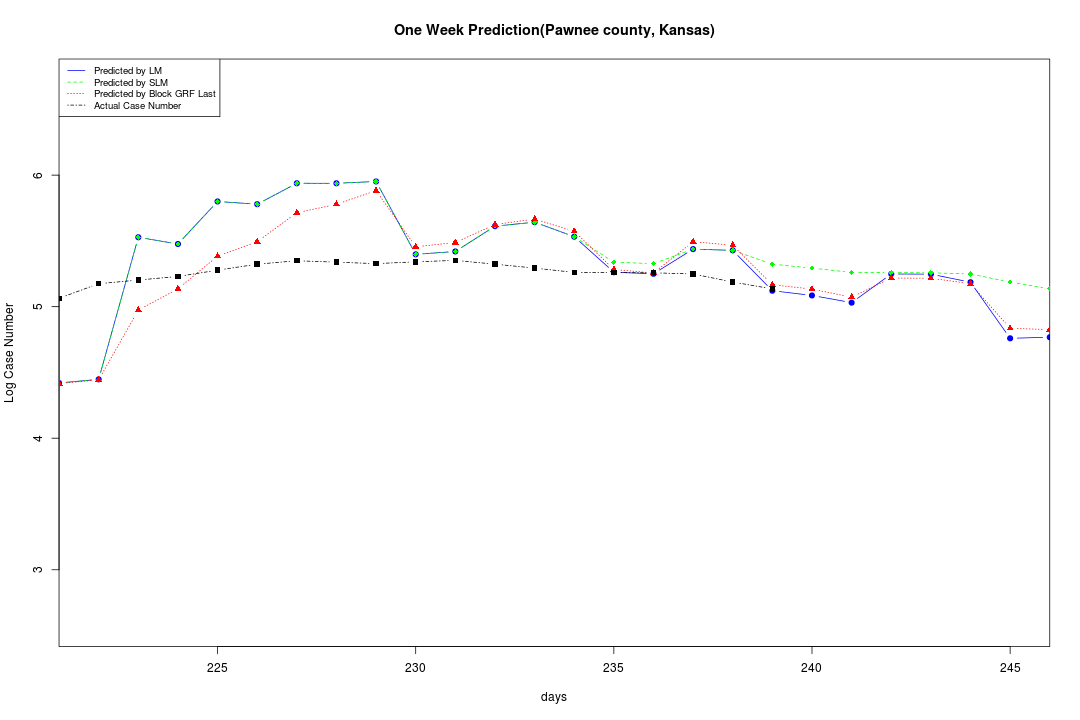 One Week Prediction(Pawnee county, Kansas)
Predicted by LM
Predicted by SLM
Predicted by Block GRF Last
Actual Case Number
6
5
4
3
Log Case Number
225 230 235 240 245
days